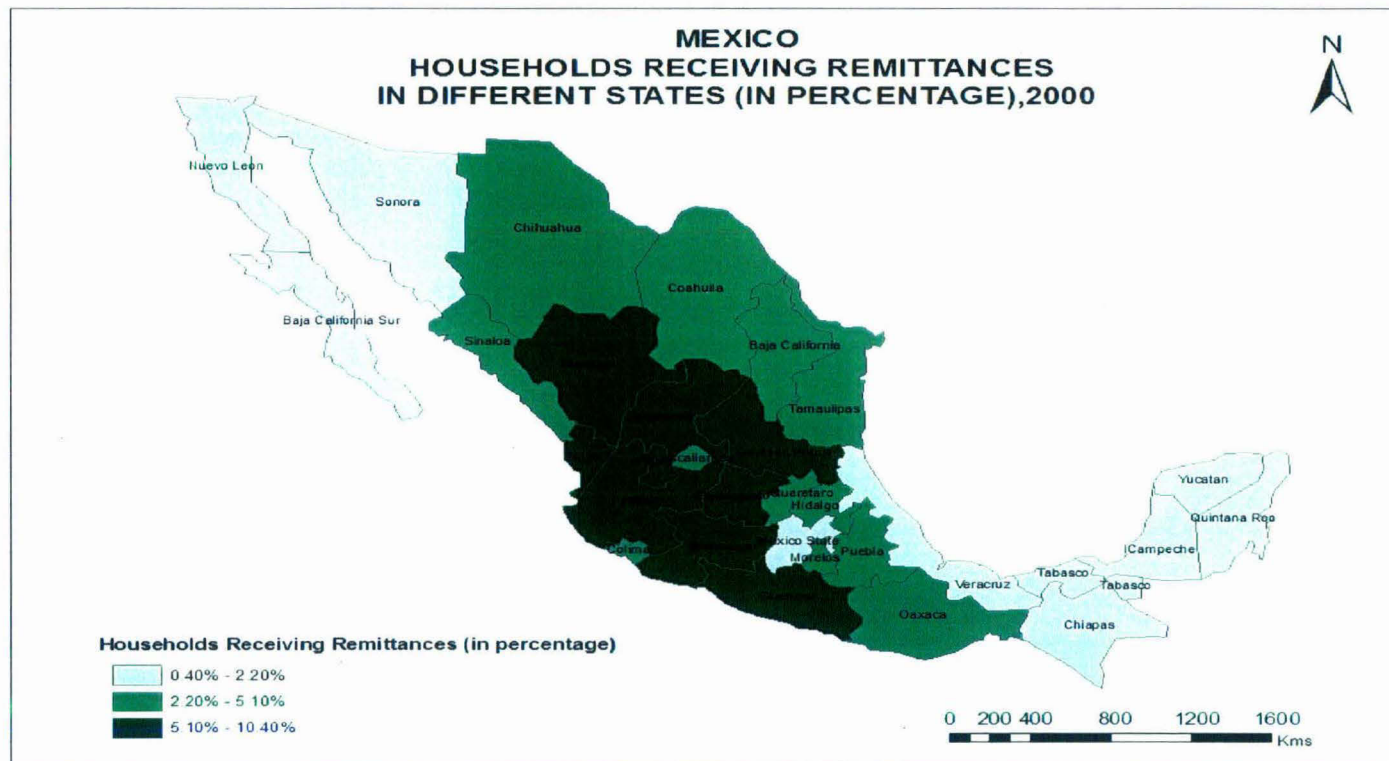 MEXICO
HOUSEHOLDS RECEIVING REMITTANCES
IN DIFFERENT STATES (IN PERCENTAGE),2000
N
Nuevo Leon
Sonora
Chihuahua
Coahuila
Baja California Sur
Sinaloa
Baja California
Tamaulipas
Queretaro
Hidalgo
Yucatan
Quintana Roo
Mexico State
Colima
Morelos
Puebla
Campeche
Veracruz
Tabasco
Tabasco
Oaxaca
Chiapas
Households Receiving Remittances (in percentage)
0 40% - 2 20%
2 20% - 5 10%
5 10% - 10 40%
0 200 400 800 1200 1600
Kms